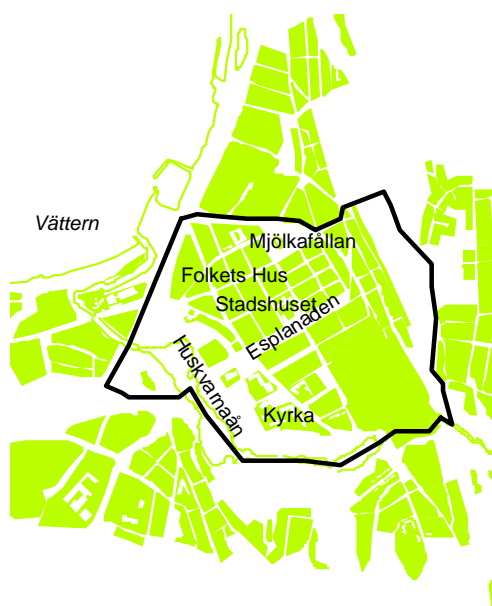 Vättern
Mjölkafållan
Folkets Hus
Stadshuset
Esplanaden
Huskvarnaån
Kyrka